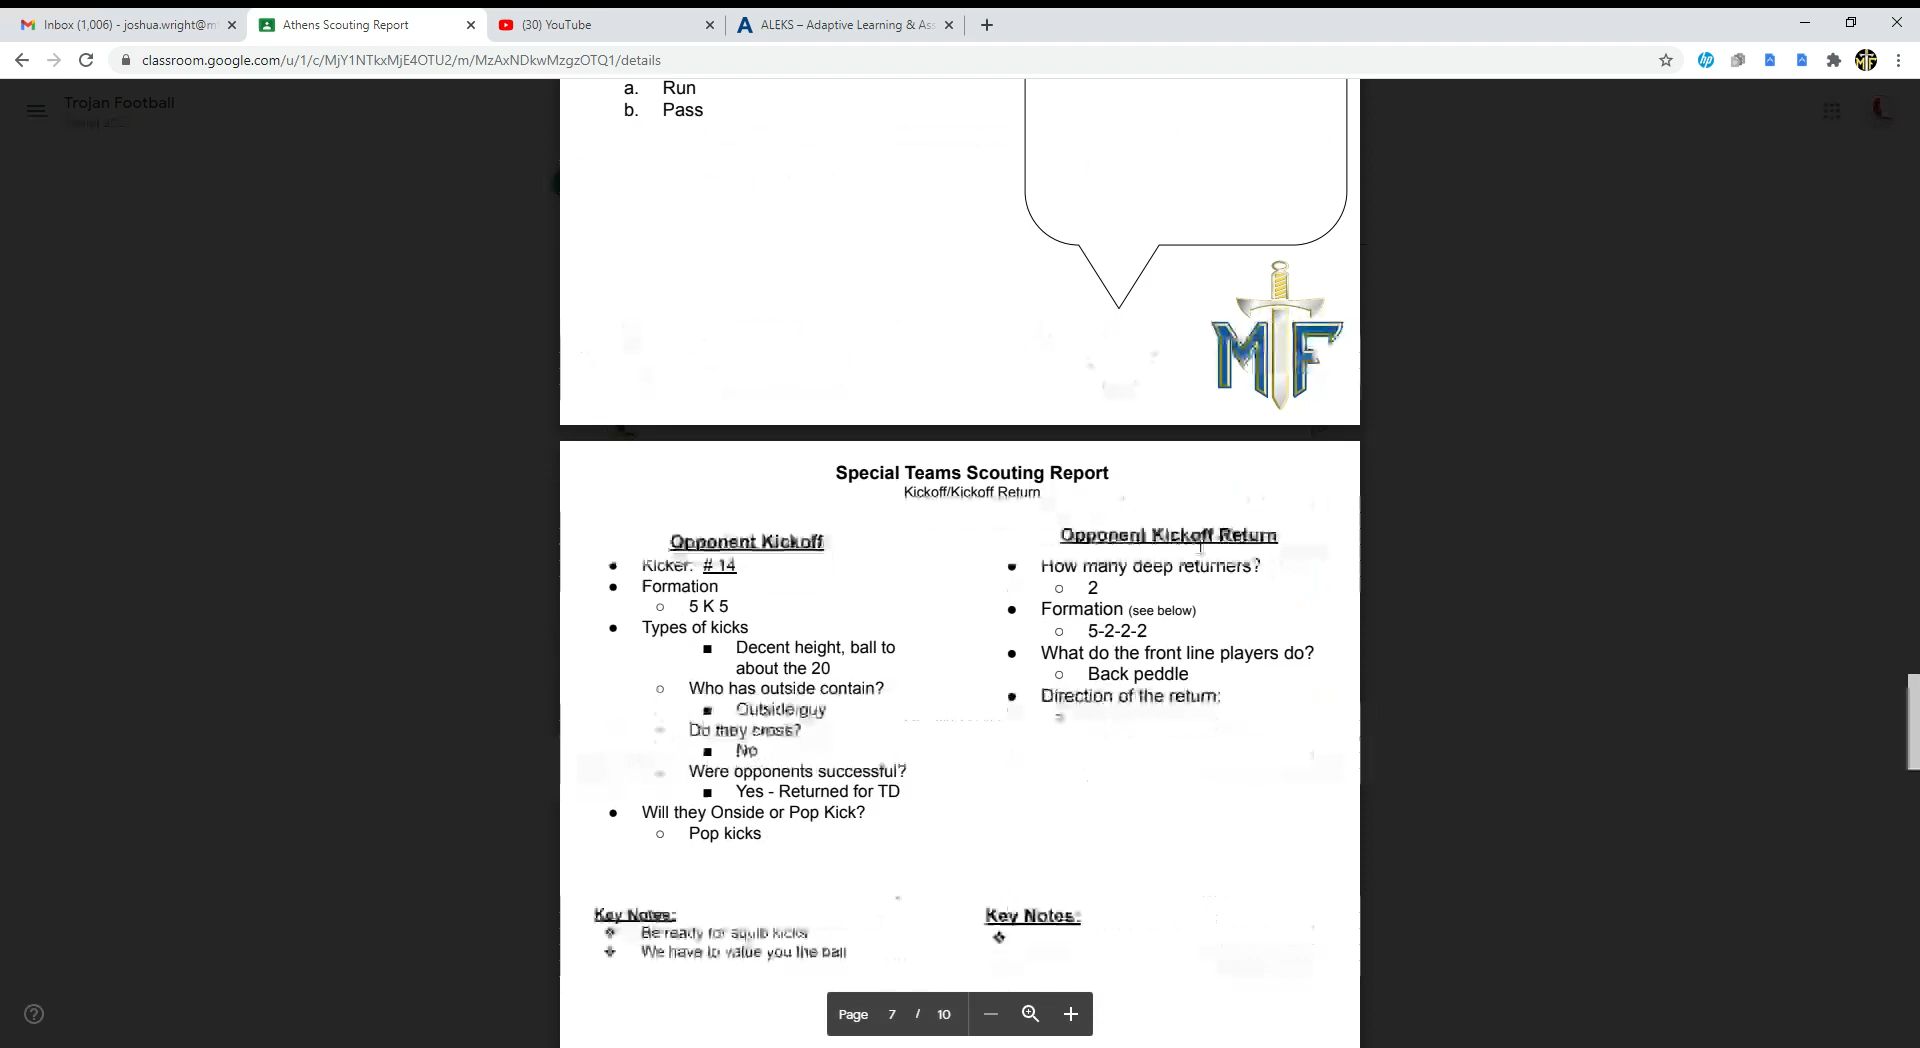 Inbox (1,006) - joshua.wright@m
Athens Scouting Report
(30) YouTube
ALEKS – Adaptive Learning & Ass
classroom.google.com/u/1/c/MjY1NTkxMjE4OTU2/m/MzAxNDkwMzgzOTQ1/details
Trojan Football
a. Run
b. Pass
MTF
Special Teams Scouting Report
Kickoff/Kickoff Return
Opponent Kickoff
Kicker: # 14
Formation
5 K 5
Types of kicks
Decent height, ball to
about the 20
Who has outside contain?
Outside guy
Do they cross?
No
Were opponents successful?
Yes - Returned for TD
Will they Onside or Pop Kick?
Pop kicks
Key Notes:
Be ready for squib kicks
We have to value you the ball
Opponent Kickoff Return
How many deep returners?
2
Formation (see below)
5-2-2-2
What do the front line players do?
Back peddle
Direction of the return:
Key Notes:
Page 7 / 10